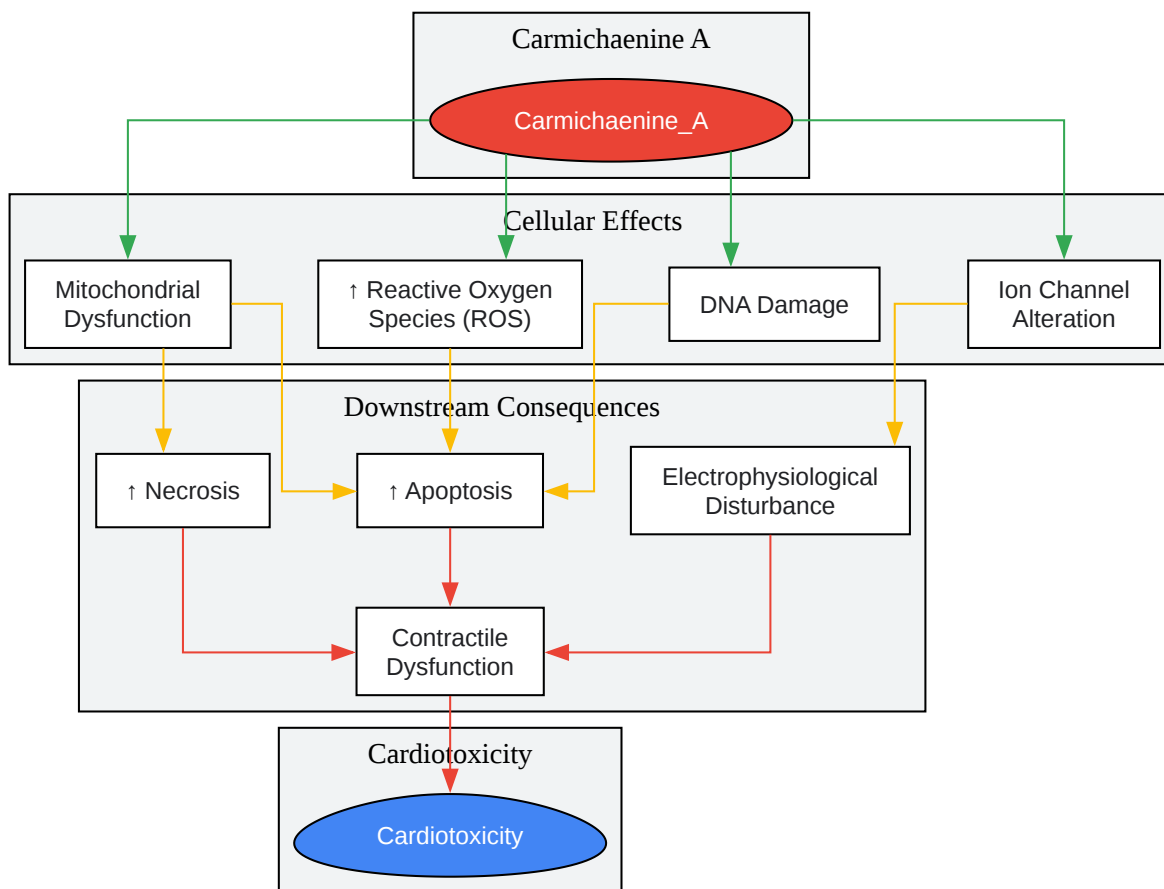 Carmichaenine A
Carmichaenine_A
Cellular Effects
Mitochondrial
Dysfunction
↑ Reactive Oxygen
Species (ROS)
DNA Damage
Ion Channel
Alteration
Downstream Consequences
↑ Necrosis
↑ Apoptosis
Electrophysiological
Disturbance
Contractile
Dysfunction
Cardiotoxicity
Cardiotoxicity